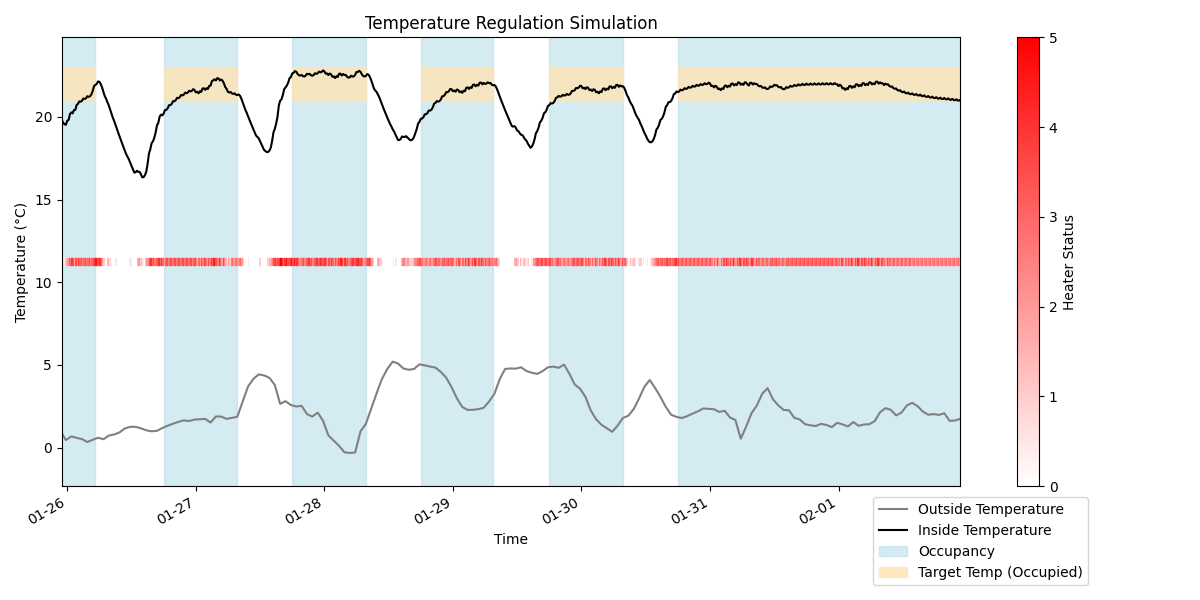 Temperature Regulation Simulation
Temperature (°C)
20
15
10
5
0
01-26
01-27
01-28
01-29
01-30
01-31
02-01
Time
5
4
3
2
1
0
Heater Status
Outside Temperature
Inside Temperature
Occupancy
Target Temp (Occupied)